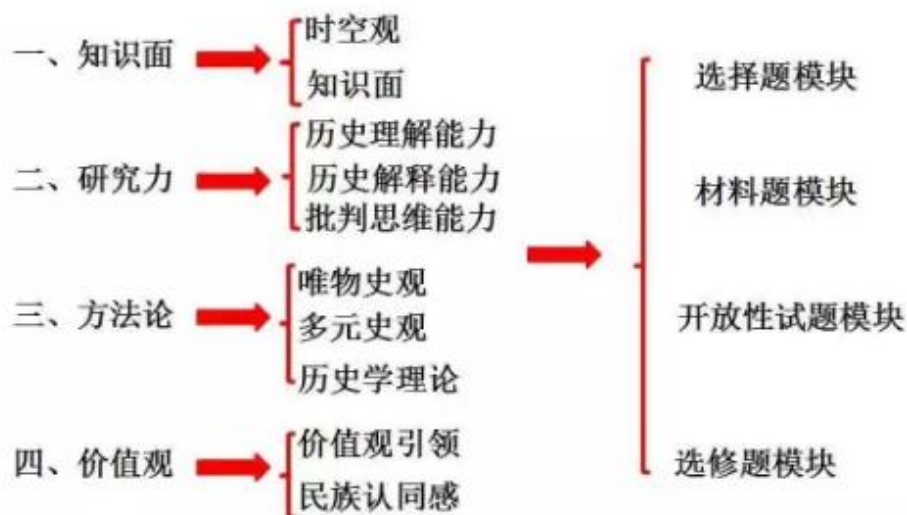 一、知识面
时空观
知识面
二、研究力
历史理解能力
历史解释能力
批判思维能力
三、方法论
唯物史观
多元史观
历史学理论
四、价值观
价值观引领
民族认同感
选择题模块
材料题模块
开放性试题模块
选修题模块